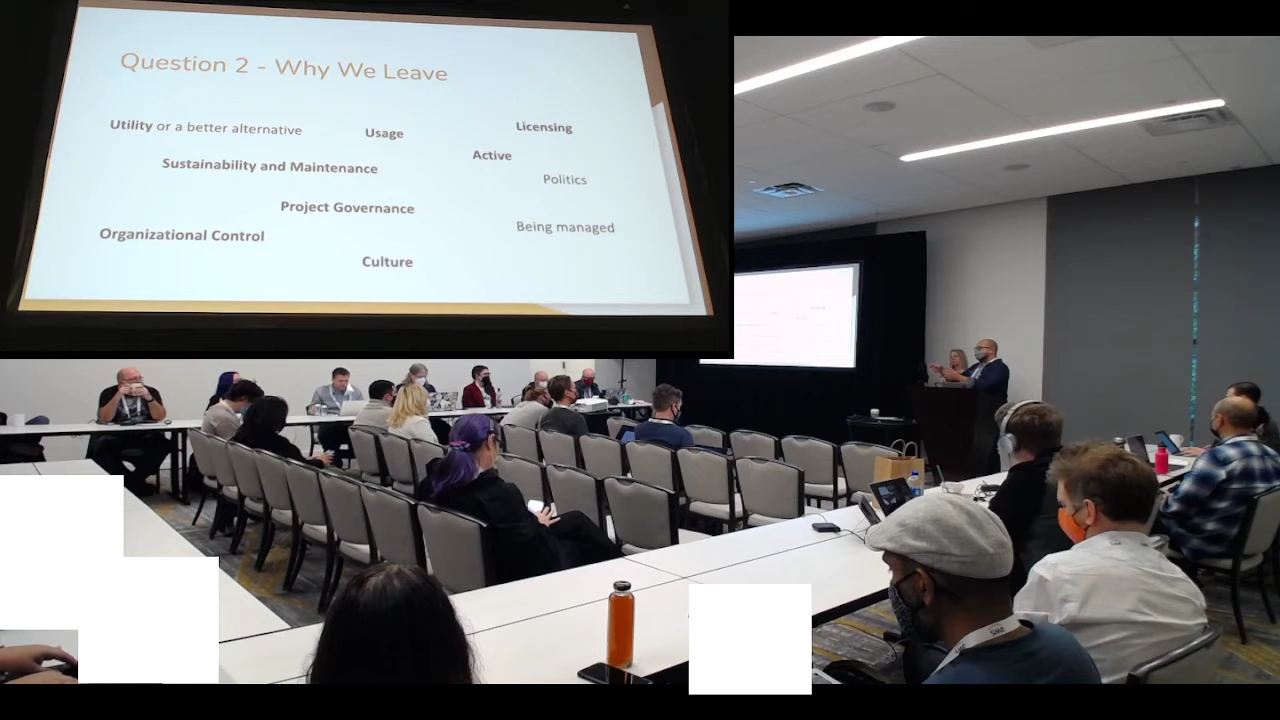 Question 2 - Why We Leave
Utility or a better alternative
Usage
Licensing
Sustainability and Maintenance
Active
Politics
Project Governance
Organizational Control
Being managed
Culture